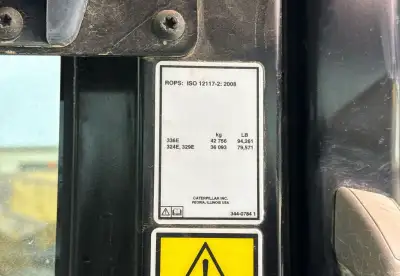 ROPS: ISO 12117-2: 2008
kg LB
336E 42 756 94,261
324E, 329E 36 093 79,571
CATERPILLAR INC.
PEORIA, ILLINOIS USA
344-0784 1